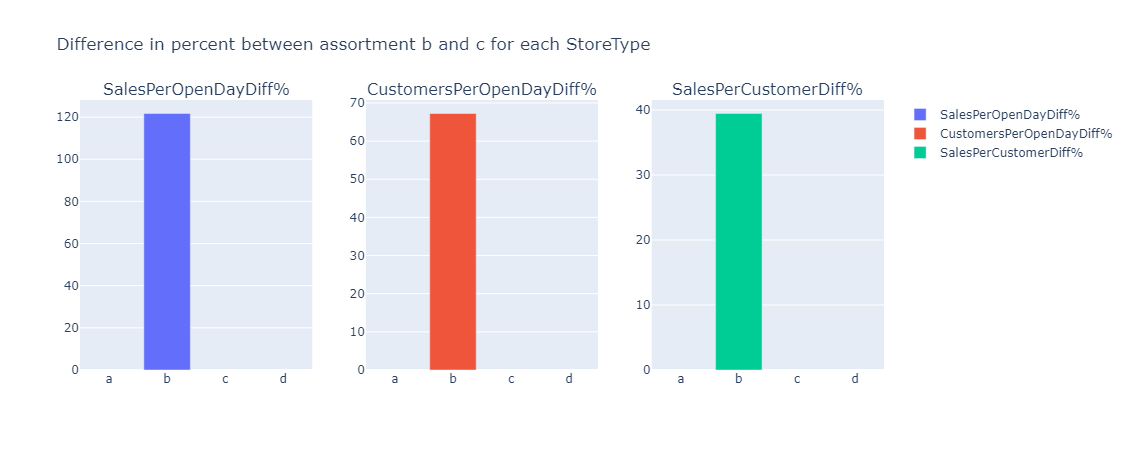 Difference in percent between assortment b and c for each StoreType
SalesPerOpenDayDiff%
120
100
80
60
40
20
0
a b c d
CustomersPerOpenDayDiff%
70
60
50
40
30
20
10
0
a b c d
SalesPerCustomerDiff%
40
30
20
10
0
a b c d
SalesPerOpenDayDiff%
CustomersPerOpenDayDiff%
SalesPerCustomerDiff%